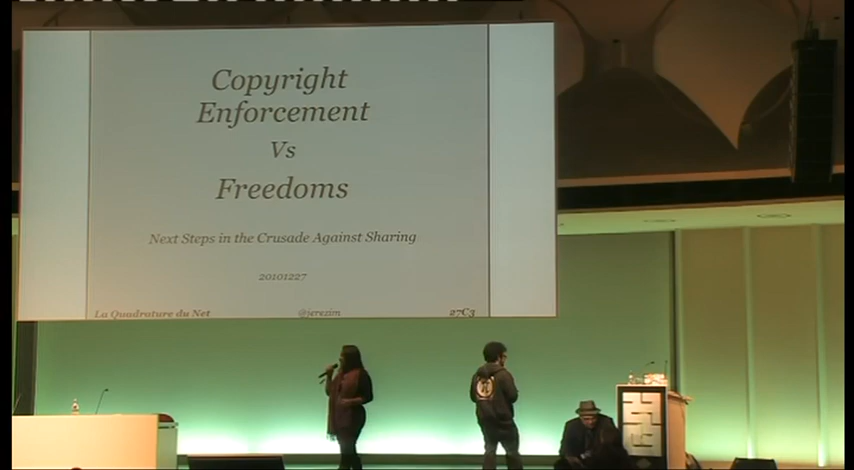 Copyright
Enforcement
Vs
Freedoms
Next Steps in the Crusade Against Sharing
20101227
La Quadrature du Net @jerezim 27C3